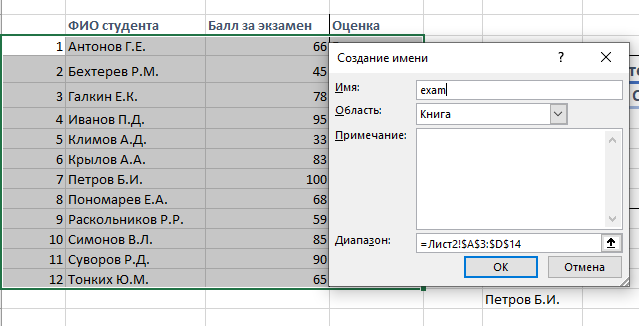 ФИО студента Балл за экзамен Оценка
1 Антонов Г.Е. 66
2 Бехтерев Р.М. 45
3 Галкин Е.К. 78
4 Иванов П.Д. 95
5 Климов А.Д. 33
6 Крылов А.А. 83
7 Петров Б.И. 100
8 Пономарев Е.А. 68
9 Раскольников Р.Р. 59
10 Симонов В.Л. 85
11 Суворов Р.Д. 90
12 Тонких Ю.М. 65
Создание имени
Имя: exam
Область: Книга
Примечание:
Диапазон: =Лист2!$A$3:$D$14
ОК Отмена
Петров Б.И.